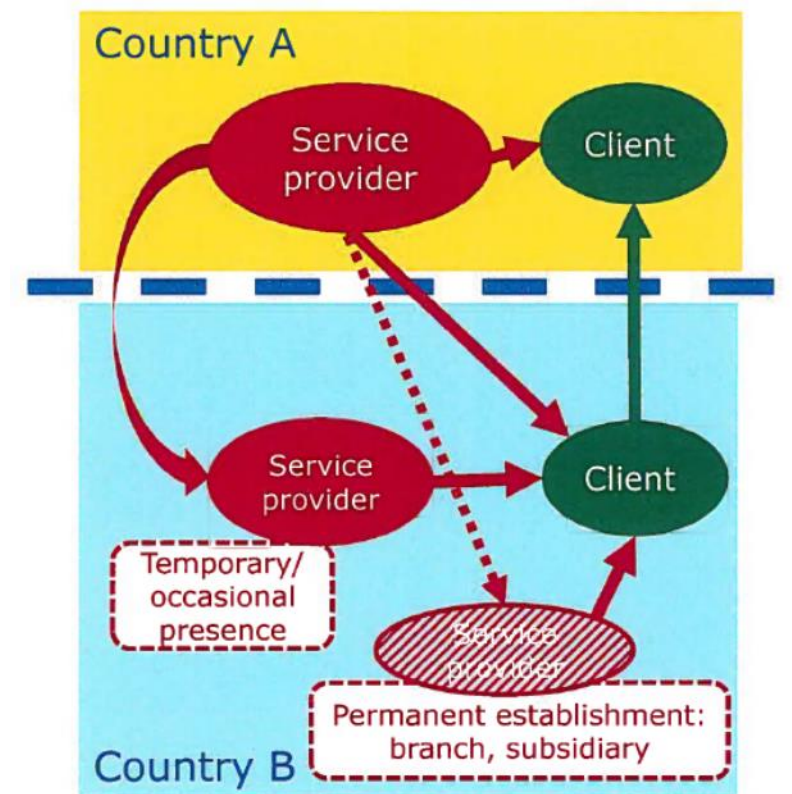 Country A
Service
provider
Client
Service
provider
Client
Temporary/
occasional
presence
Service
provider
Permanent establishment:
branch, subsidiary
Country B